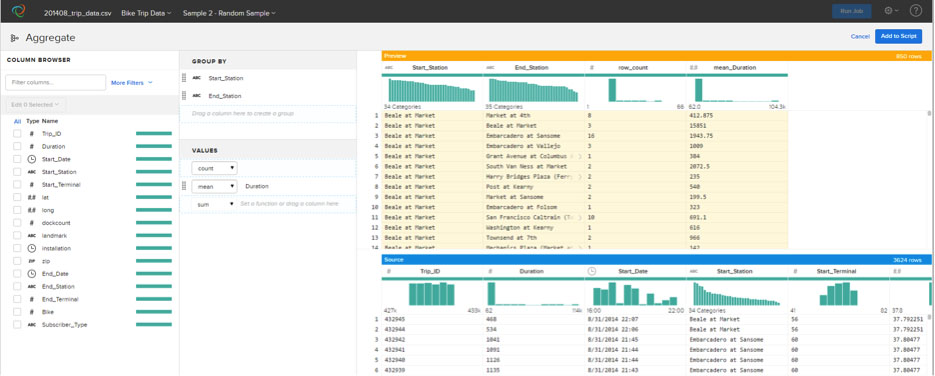 201408_trip_data.csv Bike Trip Data Sample 2 - Random Sample Run Job
Aggregate Cancel Add to Script
COLUMN BROWSER
Filter columns... More Filters
Edit 0 Selected
All Type Name
# Trip_ID
# Duration
Start_Date
ABC Start_Station
# Start_Terminal
#.# lat
#.# long
# dockcount
ABC landmark
installation
ZIP zip
End_Date
ABC End_Station
# End_Terminal
# Bike
ABC Subscriber_Type
GROUP BY
ABC Start_Station
ABC End_Station
Drag a column here to create a group
VALUES
count
mean Duration
sum Set a function or drag a column here
Preview 850 rows
ABC Start_Station ABC End_Station # row_count #.# mean_Duration
34 Categories 35 Categories 1 66 62.0 104.3k
1 Beale at Market Market at 4th 8 412.875
2 Beale at Market Beale at Market 3 15851
3 Beale at Market Embarcadero at Sansome 16 1943.75
4 Beale at Market Embarcadero at Vallejo 3 1009
5 Beale at Market Grant Avenue at Columbus 1 384
6 Beale at Market South Van Ness at Market 2 2072.5
7 Beale at Market Harry Bridges Plaza (Ferr 2 235
8 Beale at Market Post at Kearny 2 540
9 Beale at Market Market at Sansome 2 199.5
10 Beale at Market Embarcadero at Folsom 1 323
11 Beale at Market San Francisco Caltrain (T 10 691.1
12 Beale at Market Washington at Kearny 1 616
13 Beale at Market Townsend at 7th 2 966
14 Beale at Market Mechanics Plaza (Market 1 142
Source 3624 rows
# Trip_ID # Duration Start_Date ABC Start_Station # Start_Terminal #.#
427k 433k 62 114k 16:00 22:00 34 Categories 41 82 37.8
1 432945 468 8/31/2014 22:07 Beale at Market 56 37.792251
2 432944 534 8/31/2014 22:06 Beale at Market 56 37.792251
3 432942 1041 8/31/2014 21:45 Embarcadero at Sansome 60 37.80477
4 432941 1091 8/31/2014 21:44 Embarcadero at Sansome 60 37.80477
5 432940 1126 8/31/2014 21:44 Embarcadero at Sansome 60 37.80477
6 432939 1135 8/31/2014 21:43 Embarcadero at Sansome 60 37.80477